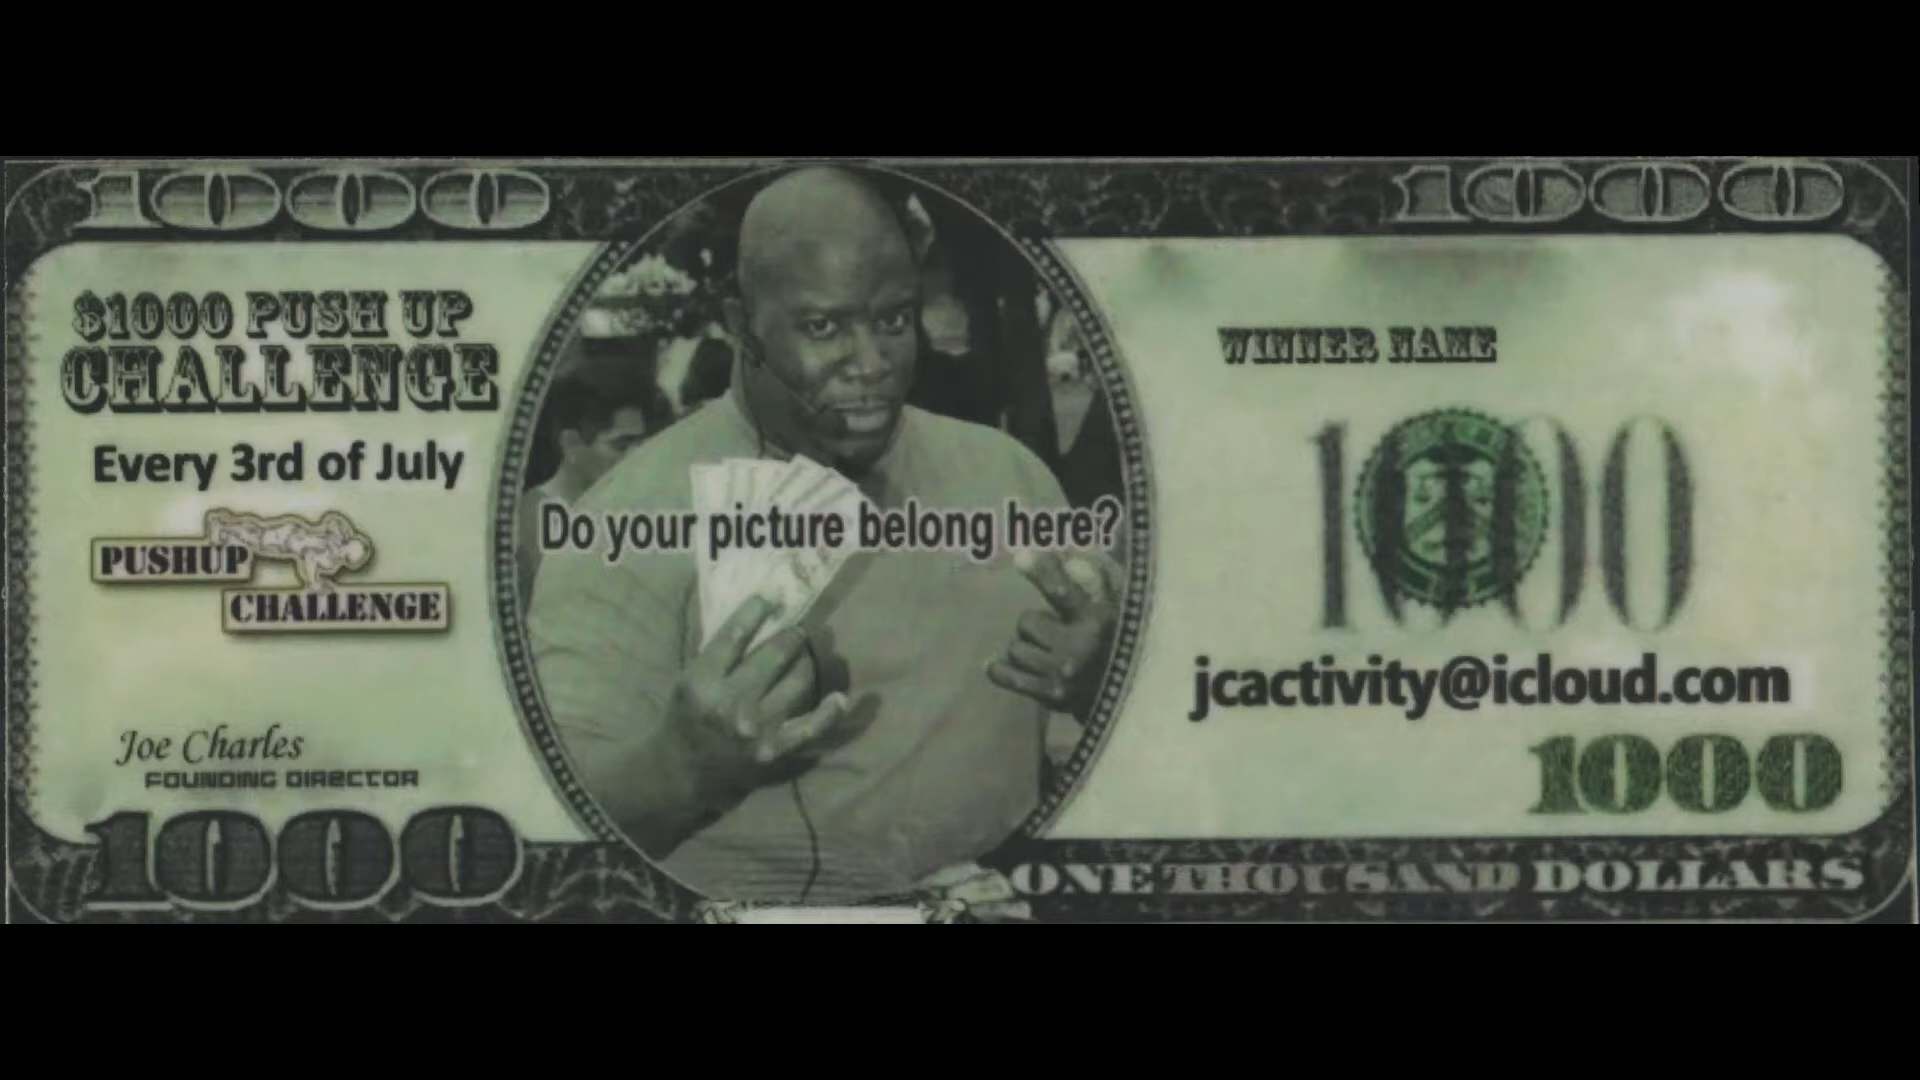 1000
1000
$1000 PUSH UP
CHALLENGE
Every 3rd of July
PUSHUP
CHALLENGE
Joe Charles
FOUNDING DIRECTOR
1000
Do your picture belong here?
WINNER NAME
1000
jcactivity@icloud.com
1000
ONE THOUSAND DOLLARS